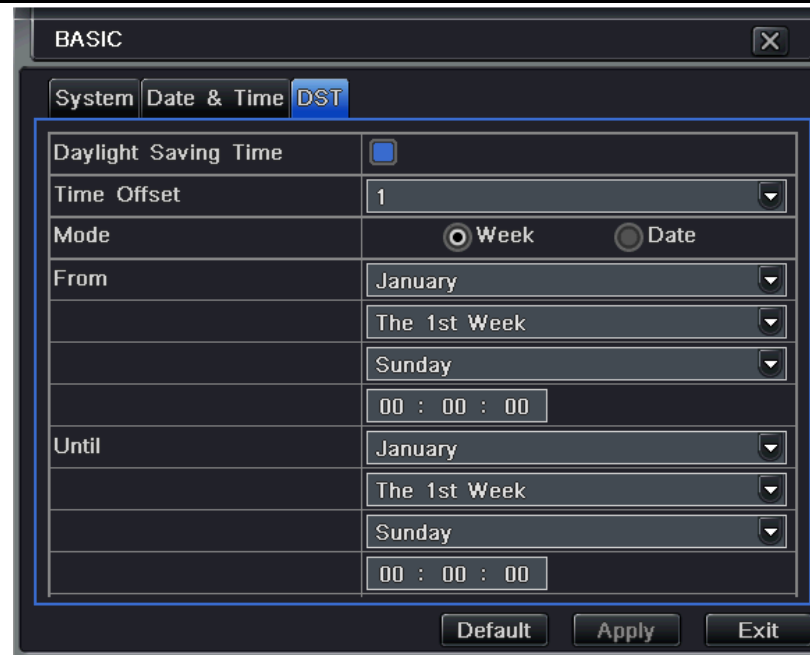 BASIC
System Date & Time DST
Daylight Saving Time
Time Offset 1
Mode Week Date
From January
The 1st Week
Sunday
00 : 00 : 00
Until January
The 1st Week
Sunday
00 : 00 : 00
Default Apply Exit